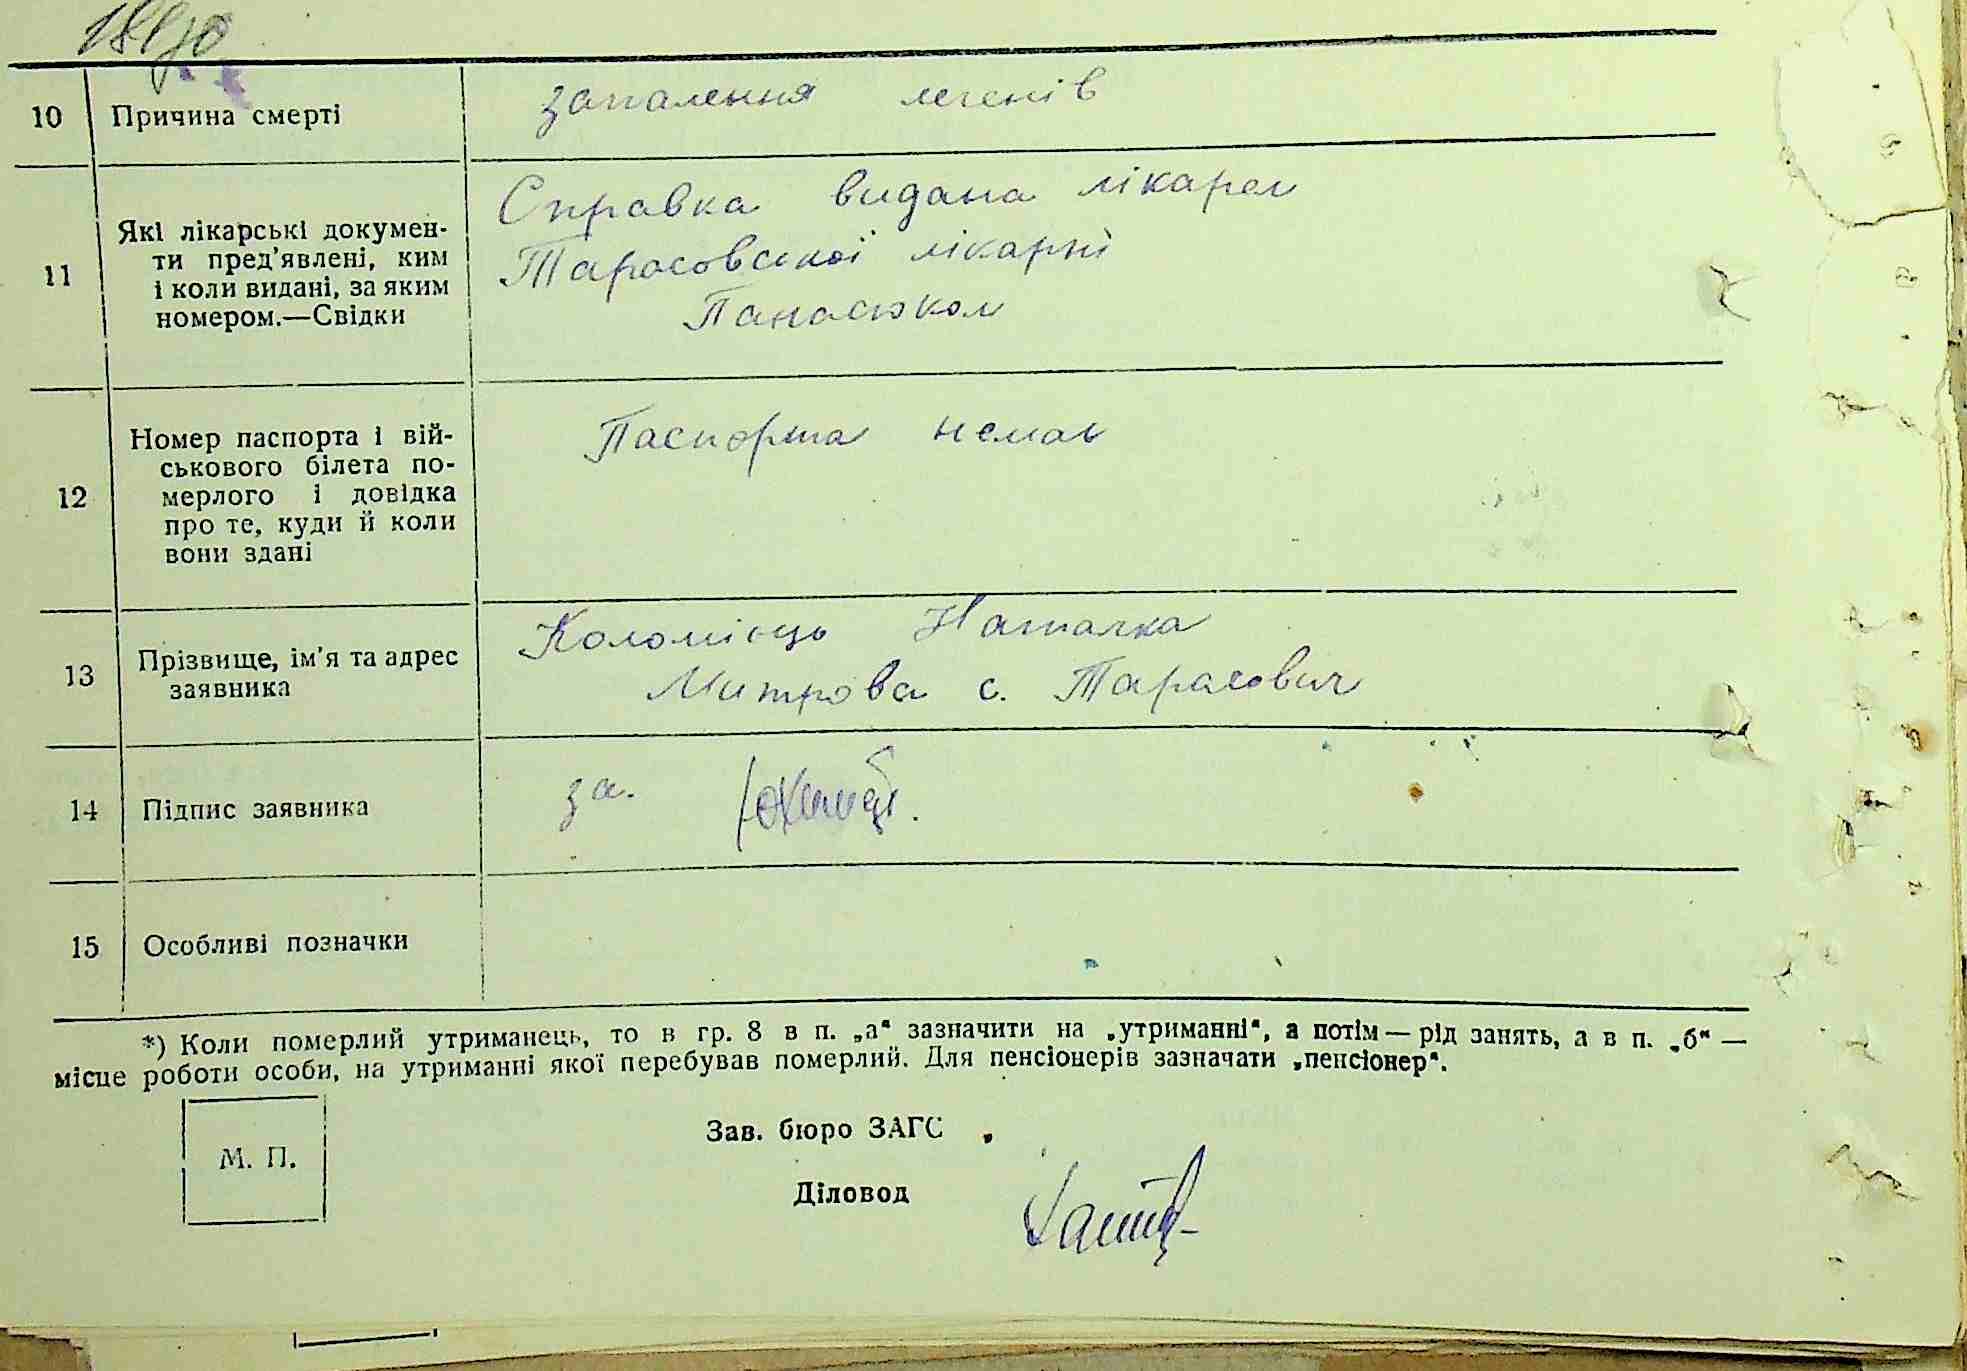 10 Причина смерті запалення легенів
11 Які лікарські докумен-
ти пред'явлені, ким
і коли видані, за яким
номером.—Свідки
Справка видана лікарем
Тарасовської лікарні
Панасюком
12 Номер паспорта і вій-
ськового білета по-
мерлого і довідка
про те, куди й коли
вони здані
Паспорта немає
13 Прізвище, ім'я та адрес
заявника
Коломієць Наталка
Митрова с. Тарасович
14 Підпис заявника за.
15 Особливі позначки
*) Коли померлий утриманець, то в гр. 8 в п. „а“ зазначити на „утриманні“, а потім — рід занять, а в п. „б“ —
місце роботи особи, на утриманні якої перебував померлий. Для пенсіонерів зазначати „пенсіонер“.
М. П.
Зав. бюро ЗАГС
Діловод